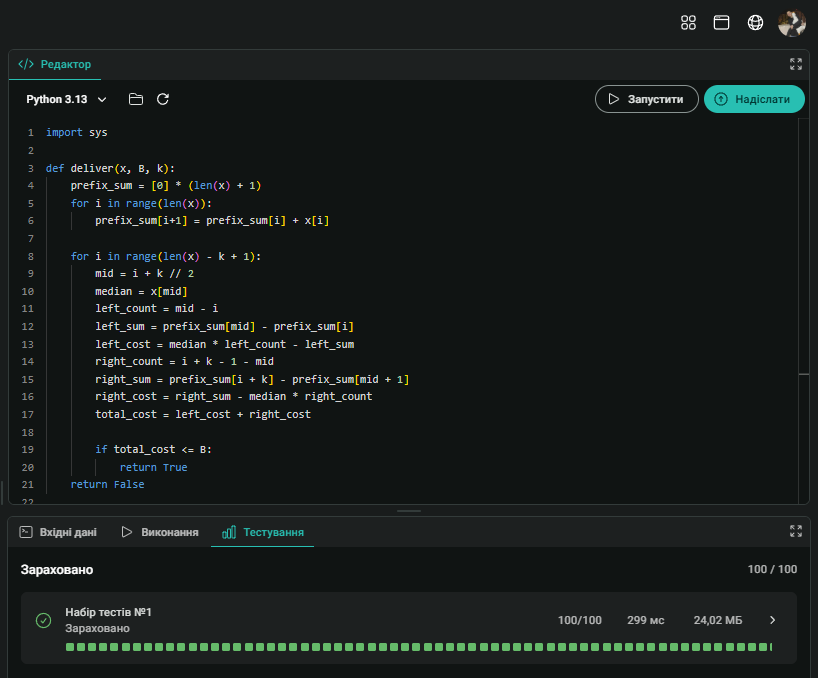 </> Редактор
Python 3.13
Запустити
Надіслати
1 import sys
2
3 def deliver(x, B, k):
4     prefix_sum = [0] * (len(x) + 1)
5     for i in range(len(x)):
6         prefix_sum[i+1] = prefix_sum[i] + x[i]
7
8     for i in range(len(x) - k + 1):
9         mid = i + k // 2
10         median = x[mid]
11         left_count = mid - i
12         left_sum = prefix_sum[mid] - prefix_sum[i]
13         left_cost = median * left_count - left_sum
14         right_count = i + k - 1 - mid
15         right_sum = prefix_sum[i + k] - prefix_sum[mid + 1]
16         right_cost = right_sum - median * right_count
17         total_cost = left_cost + right_cost
18
19         if total_cost <= B:
20             return True
21     return False
22
Вхідні дані
Виконання
Тестування
Зараховано 100 / 100
Набір тестів №1
Зараховано
100/100 299 мс 24,02 МБ